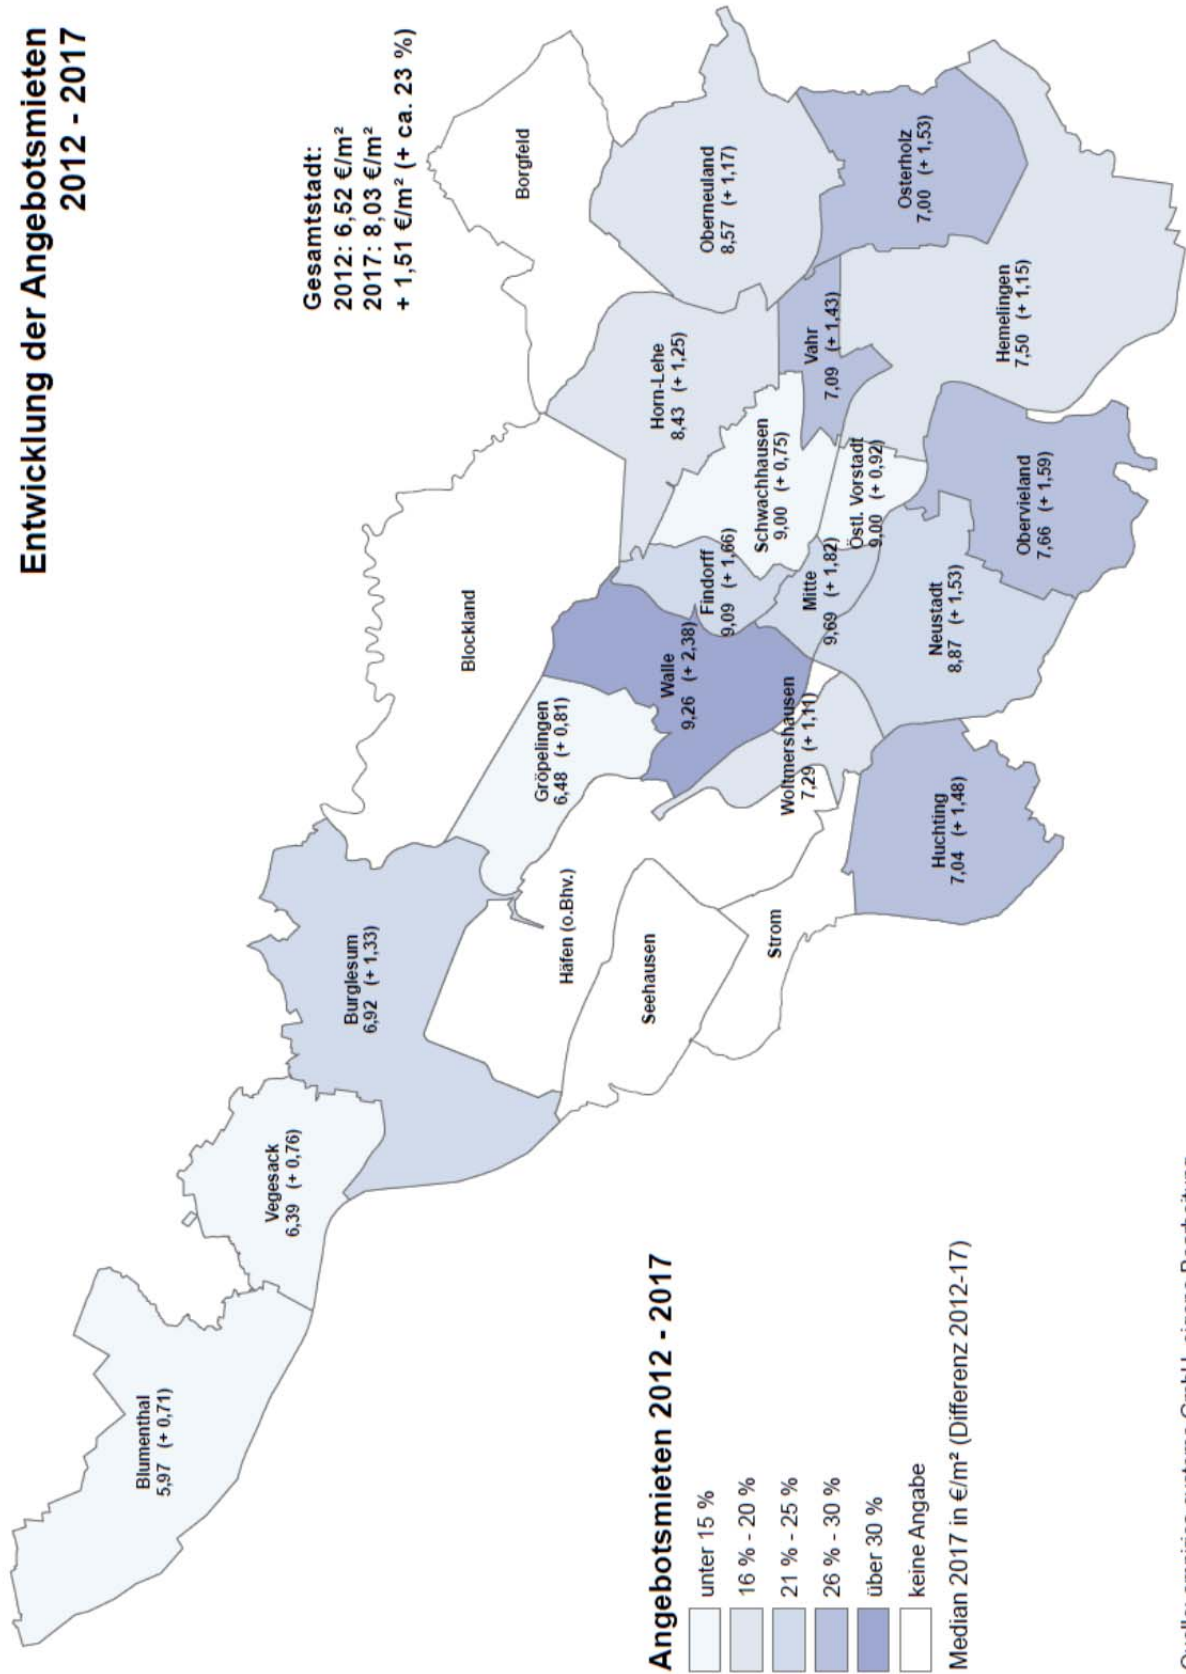 Entwicklung der Angebotsmieten
2012 - 2017
Gesamtstadt:
2012: 6,52 €/m²
2017: 8,03 €/m²
+ 1,51 €/m² (+ ca. 23 %)
Blumenthal
5,97 (+ 0,71)
Vegesack
6,39 (+ 0,76)
Burglesum
6,92 (+ 1,33)
Blockland
Borgfeld
Gröpelingen
6,48 (+ 0,81)
Häfen (o.Bhv.)
Seehausen
Strom
Walle
9,26 (+ 2,38)
Findorff
9,09 (+ 1,66)
Horn-Lehe
8,43 (+ 1,25)
Oberneuland
8,57 (+ 1,17)
Schwachhausen
9,00 (+ 0,75)
Vahr
7,09 (+ 1,43)
Osterholz
7,00 (+ 1,53)
Mitte
9,69 (+ 1,82)
Östl. Vorstadt
9,00 (+ 0,92)
Woltmershausen
7,29 (+ 1,11)
Neustadt
8,87 (+ 1,53)
Hemelingen
7,50 (+ 1,15)
Obervieland
7,66 (+ 1,59)
Huchting
7,04 (+ 1,48)
Angebotsmieten 2012 - 2017
unter 15 %
16 % - 20 %
21 % - 25 %
26 % - 30 %
über 30 %
keine Angabe
Median 2017 in €/m² (Differenz 2012-17)